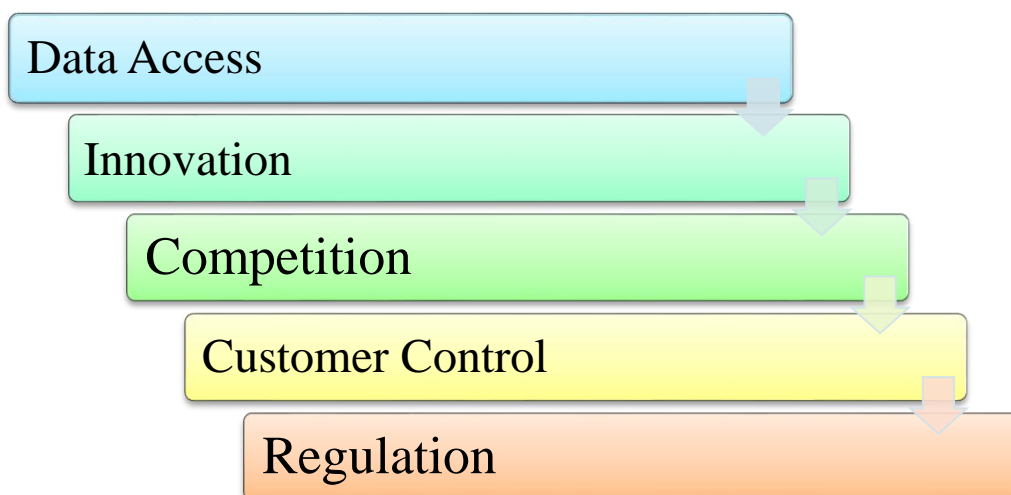 Data Access
Innovation
Competition
Customer Control
Regulation